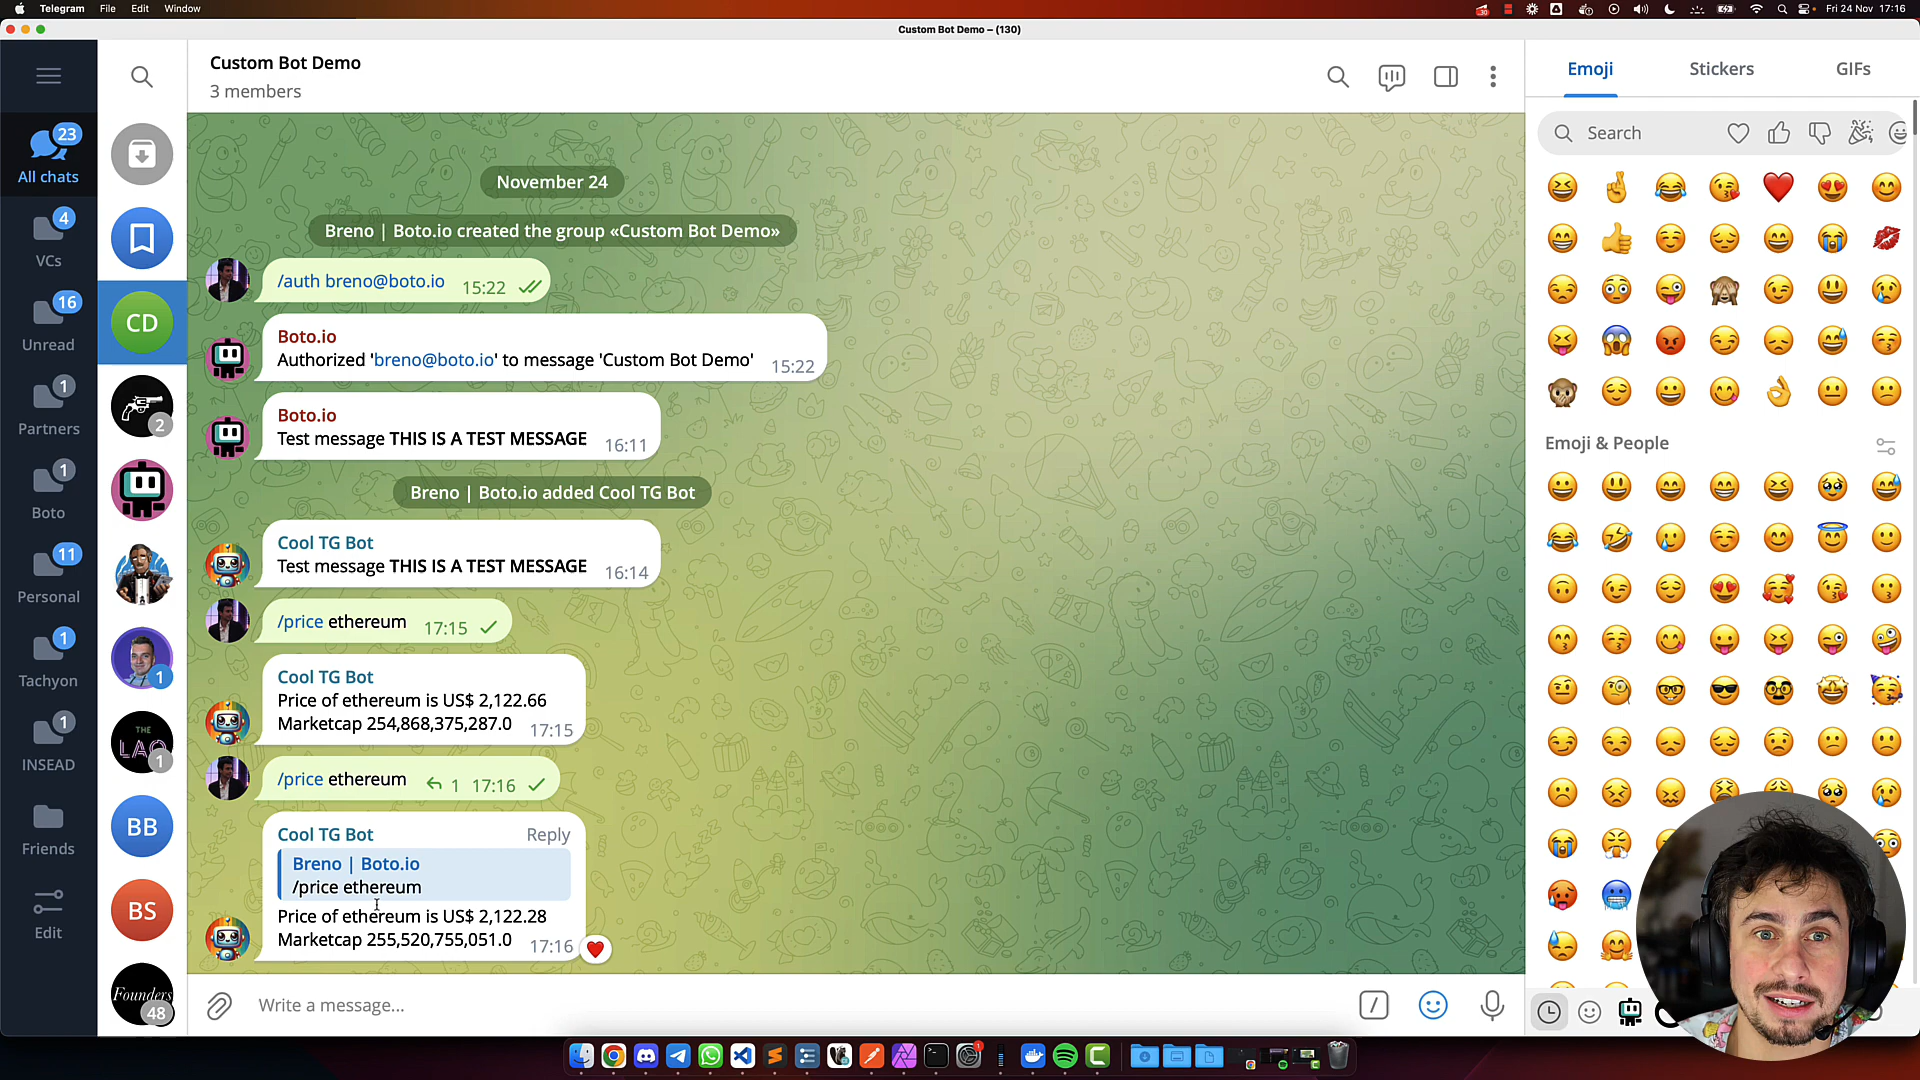 Telegram File Edit Window
Fri 24 Nov 17:16
Custom Bot Demo – (130)
Custom Bot Demo
3 members
23
All chats
4
VCs
16
Unread
1
Partners
1
Boto
11
Personal
1
Tachyon
1
INSEAD
Friends
Edit
CD
2
1
THE
LAO
1
BB
BS
Founders
48
November 24
Breno | Boto.io created the group «Custom Bot Demo»
/auth breno@boto.io 15:22
Boto.io
Authorized 'breno@boto.io' to message 'Custom Bot Demo' 15:22
Boto.io
Test message THIS IS A TEST MESSAGE 16:11
Breno | Boto.io added Cool TG Bot
Cool TG Bot
Test message THIS IS A TEST MESSAGE 16:14
/price ethereum 17:15
Cool TG Bot
Price of ethereum is US$ 2,122.66
Marketcap 254,868,375,287.0 17:15
/price ethereum 1 17:16
Cool TG Bot Reply
Breno | Boto.io
/price ethereum
Price of ethereum is US$ 2,122.28
Marketcap 255,520,755,051.0 17:16
Write a message...
Emoji Stickers GIFs
Search
Emoji & People